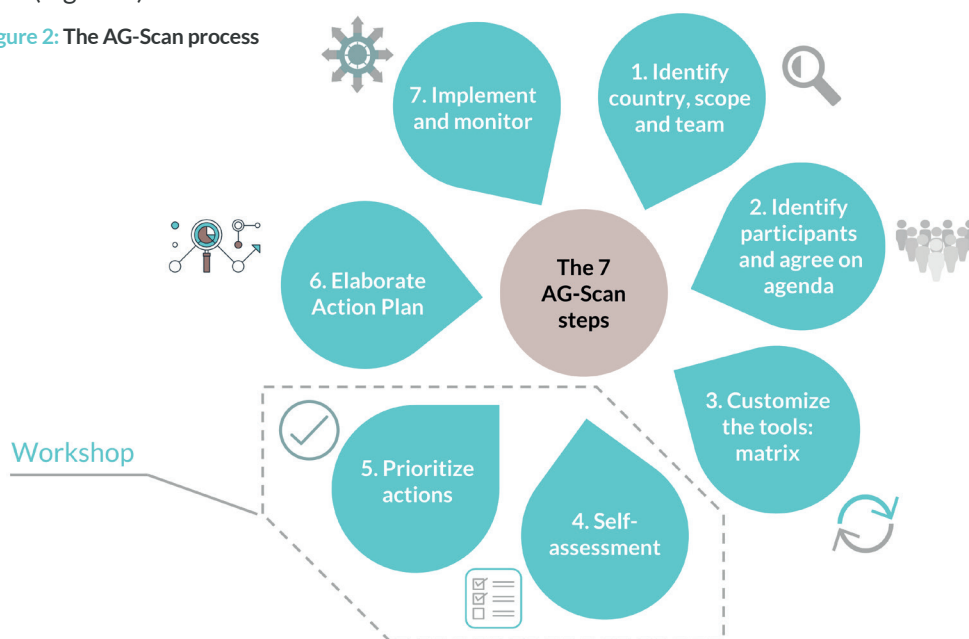 gure 2: The AG-Scan process
1. Identify
country, scope
and team
2. Identify
participants
and agree on
agenda
3. Customize
the tools:
matrix
4. Self-
assessment
5. Prioritize
actions
6. Elaborate
Action Plan
7. Implement
and monitor
The 7
AG-Scan
steps
Workshop